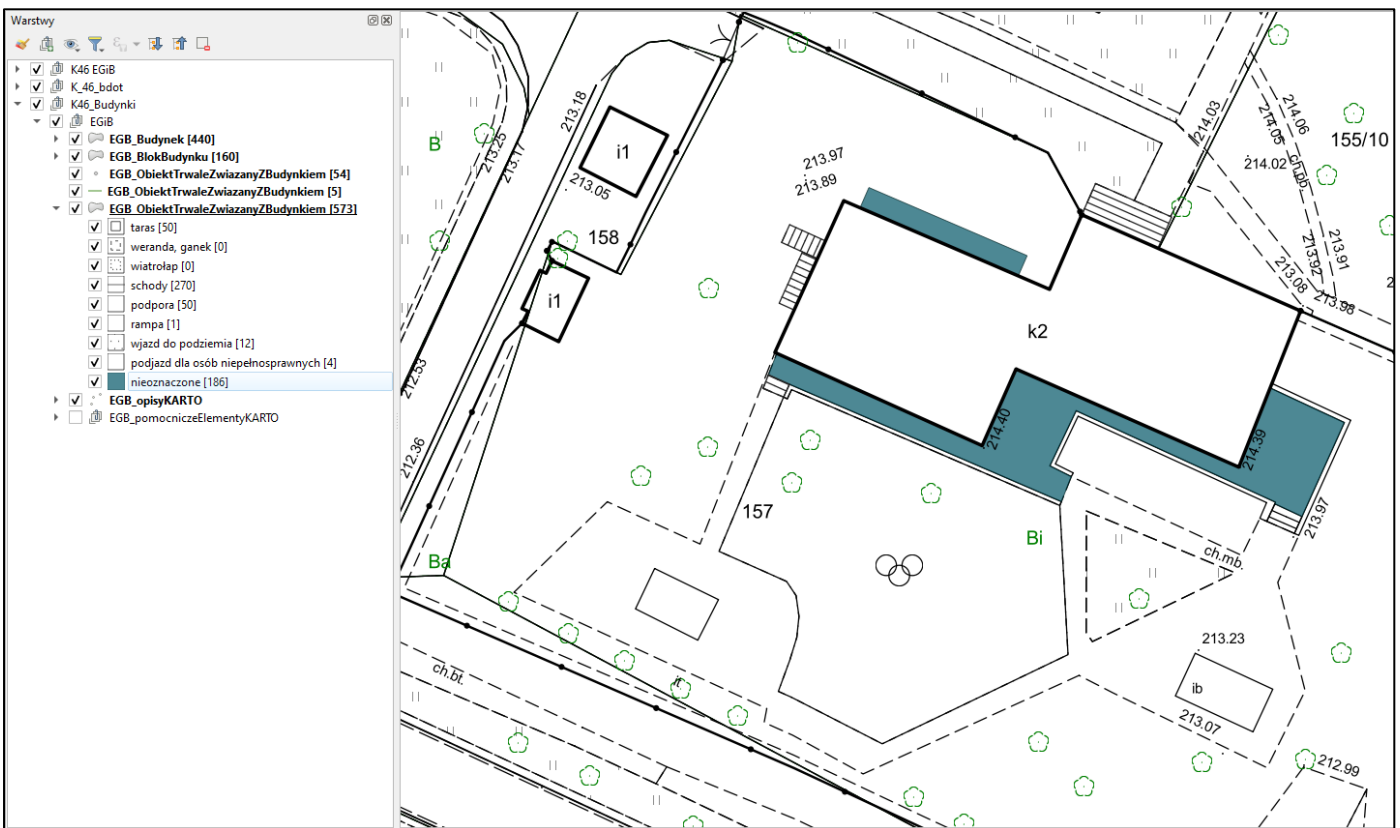 Warstwy
K46 EGiB
K_46_bdot
K46_Budynki
EGiB
EGB_Budynek [440]
EGB_BlokBudynku [160]
EGB_ObiektTrwaleZwiazanyZBudynkiem [54]
EGB_ObiektTrwaleZwiazanyZBudynkiem [5]
EGB_ObiektTrwaleZwiazanyZBudynkiem [573]
taras [50]
weranda, ganek [0]
wiatrołap [0]
schody [270]
podpora [50]
rampa [1]
wjazd do podziemia [12]
podjazd dla osób niepełnosprawnych [4]
nieoznaczone [186]
EGB_opisyKARTO
EGB_pomocniczeElementyKARTO
B
213.25
213.17
213.18
i1
213.05
158
i1
213.97
213.89
214.03
214.06
214.05
ch.pb.
214.02
155/10
213.91
213.92
213.08
213.98
2
k2
212.53
212.36
214.40
214.39
213.97
157
Ba
Bi
ch.mb.
213.23
ib
213.07
ch.bt.
it
212.99